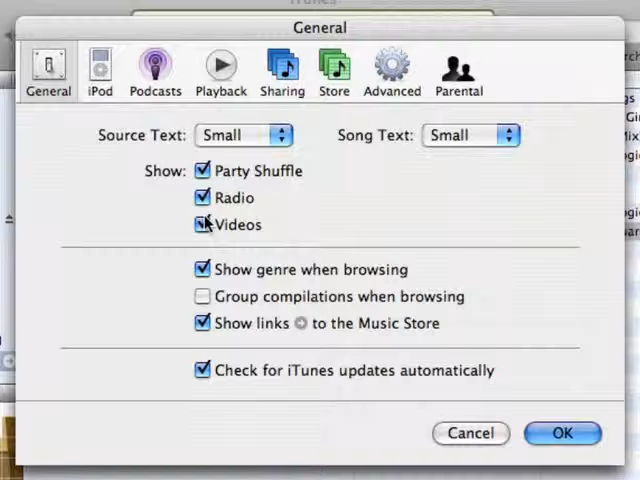 iTunes
General
General iPod Podcasts Playback Sharing Store Advanced Parental
Source Text: Small Song Text: Small
Show: Party Shuffle
Radio
Videos
Show genre when browsing
Group compilations when browsing
Show links to the Music Store
Check for iTunes updates automatically
Cancel OK